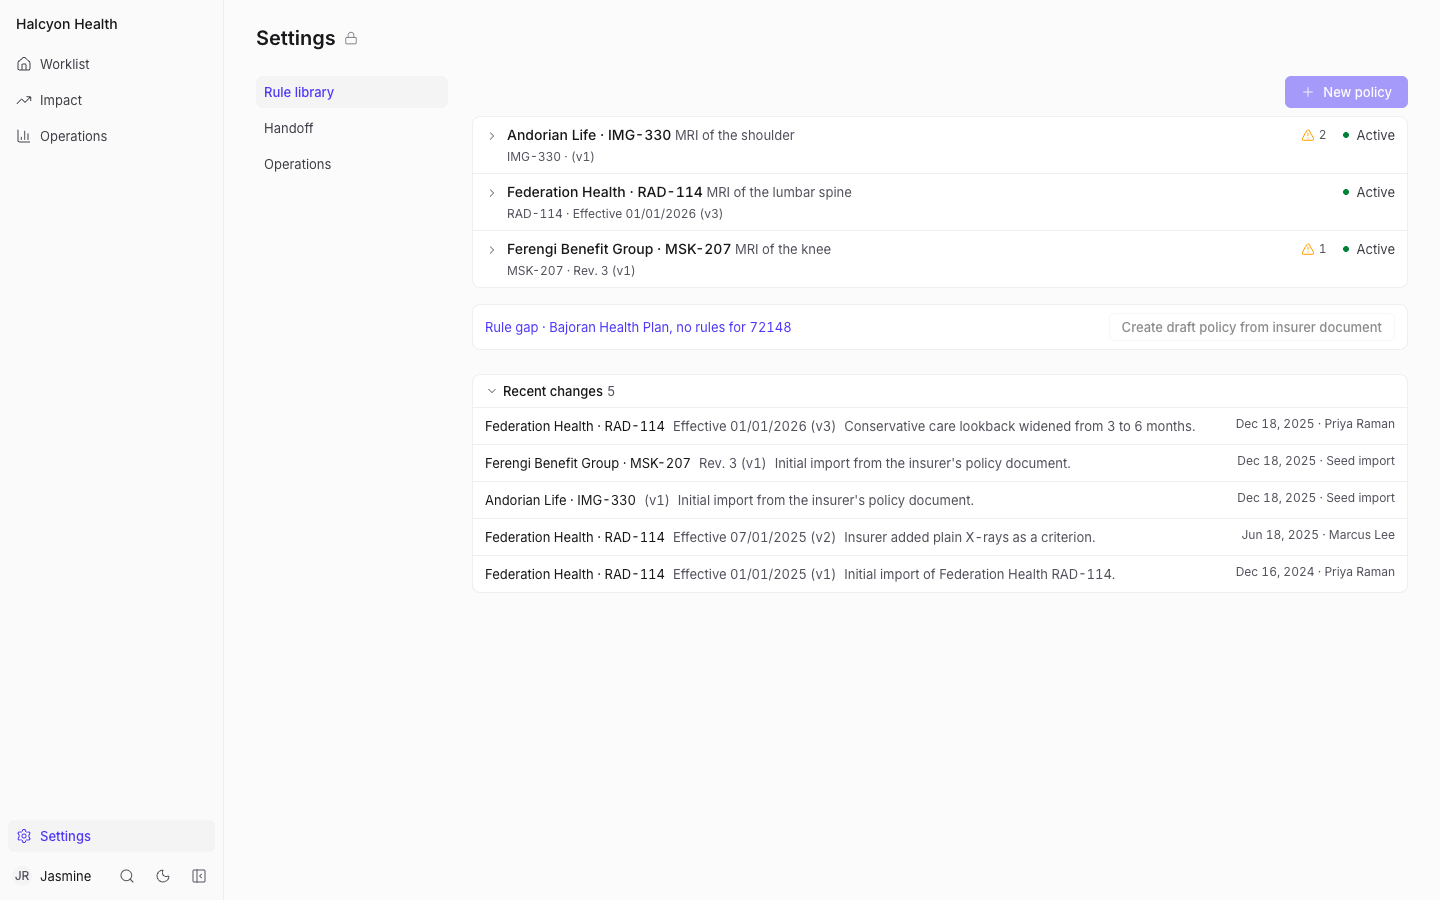 Halcyon Health
Worklist
Impact
Operations
Settings
JR Jasmine
Settings
Rule library
Handoff
Operations
New policy
Andorian Life · IMG-330 MRI of the shoulder 2 Active
IMG-330 · (v1)
Federation Health · RAD-114 MRI of the lumbar spine Active
RAD-114 · Effective 01/01/2026 (v3)
Ferengi Benefit Group · MSK-207 MRI of the knee 1 Active
MSK-207 · Rev. 3 (v1)
Rule gap · Bajoran Health Plan, no rules for 72148 Create draft policy from insurer document
Recent changes 5
Federation Health · RAD-114 Effective 01/01/2026 (v3) Conservative care lookback widened from 3 to 6 months. Dec 18, 2025 · Priya Raman
Ferengi Benefit Group · MSK-207 Rev. 3 (v1) Initial import from the insurer's policy document. Dec 18, 2025 · Seed import
Andorian Life · IMG-330 (v1) Initial import from the insurer's policy document. Dec 18, 2025 · Seed import
Federation Health · RAD-114 Effective 07/01/2025 (v2) Insurer added plain X-rays as a criterion. Jun 18, 2025 · Marcus Lee
Federation Health · RAD-114 Effective 01/01/2025 (v1) Initial import of Federation Health RAD-114. Dec 16, 2024 · Priya Raman